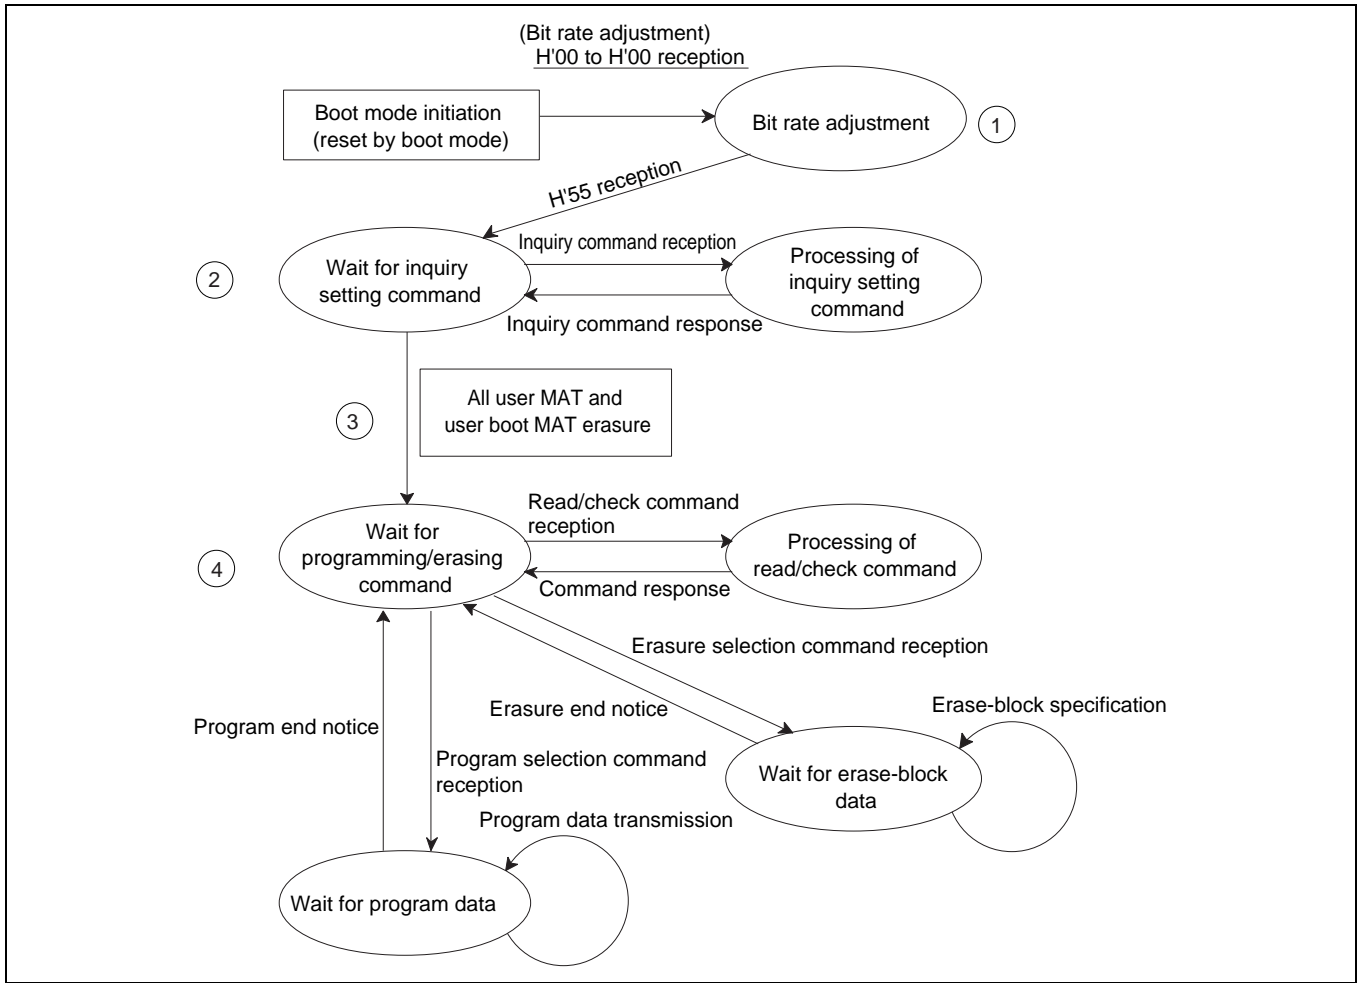 (Bit rate adjustment)
H'00 to H'00 reception
Boot mode initiation
(reset by boot mode)
Bit rate adjustment
1
H'55 reception
2
Wait for inquiry
setting command
Inquiry command reception
Inquiry command response
Processing of
inquiry setting
command
3
All user MAT and
user boot MAT erasure
4
Wait for
programming/erasing
command
Read/check command
reception
Command response
Processing of
read/check command
Erasure selection command reception
Erasure end notice
Program end notice
Program selection command
reception
Erase-block specification
Wait for erase-block
data
Program data transmission
Wait for program data